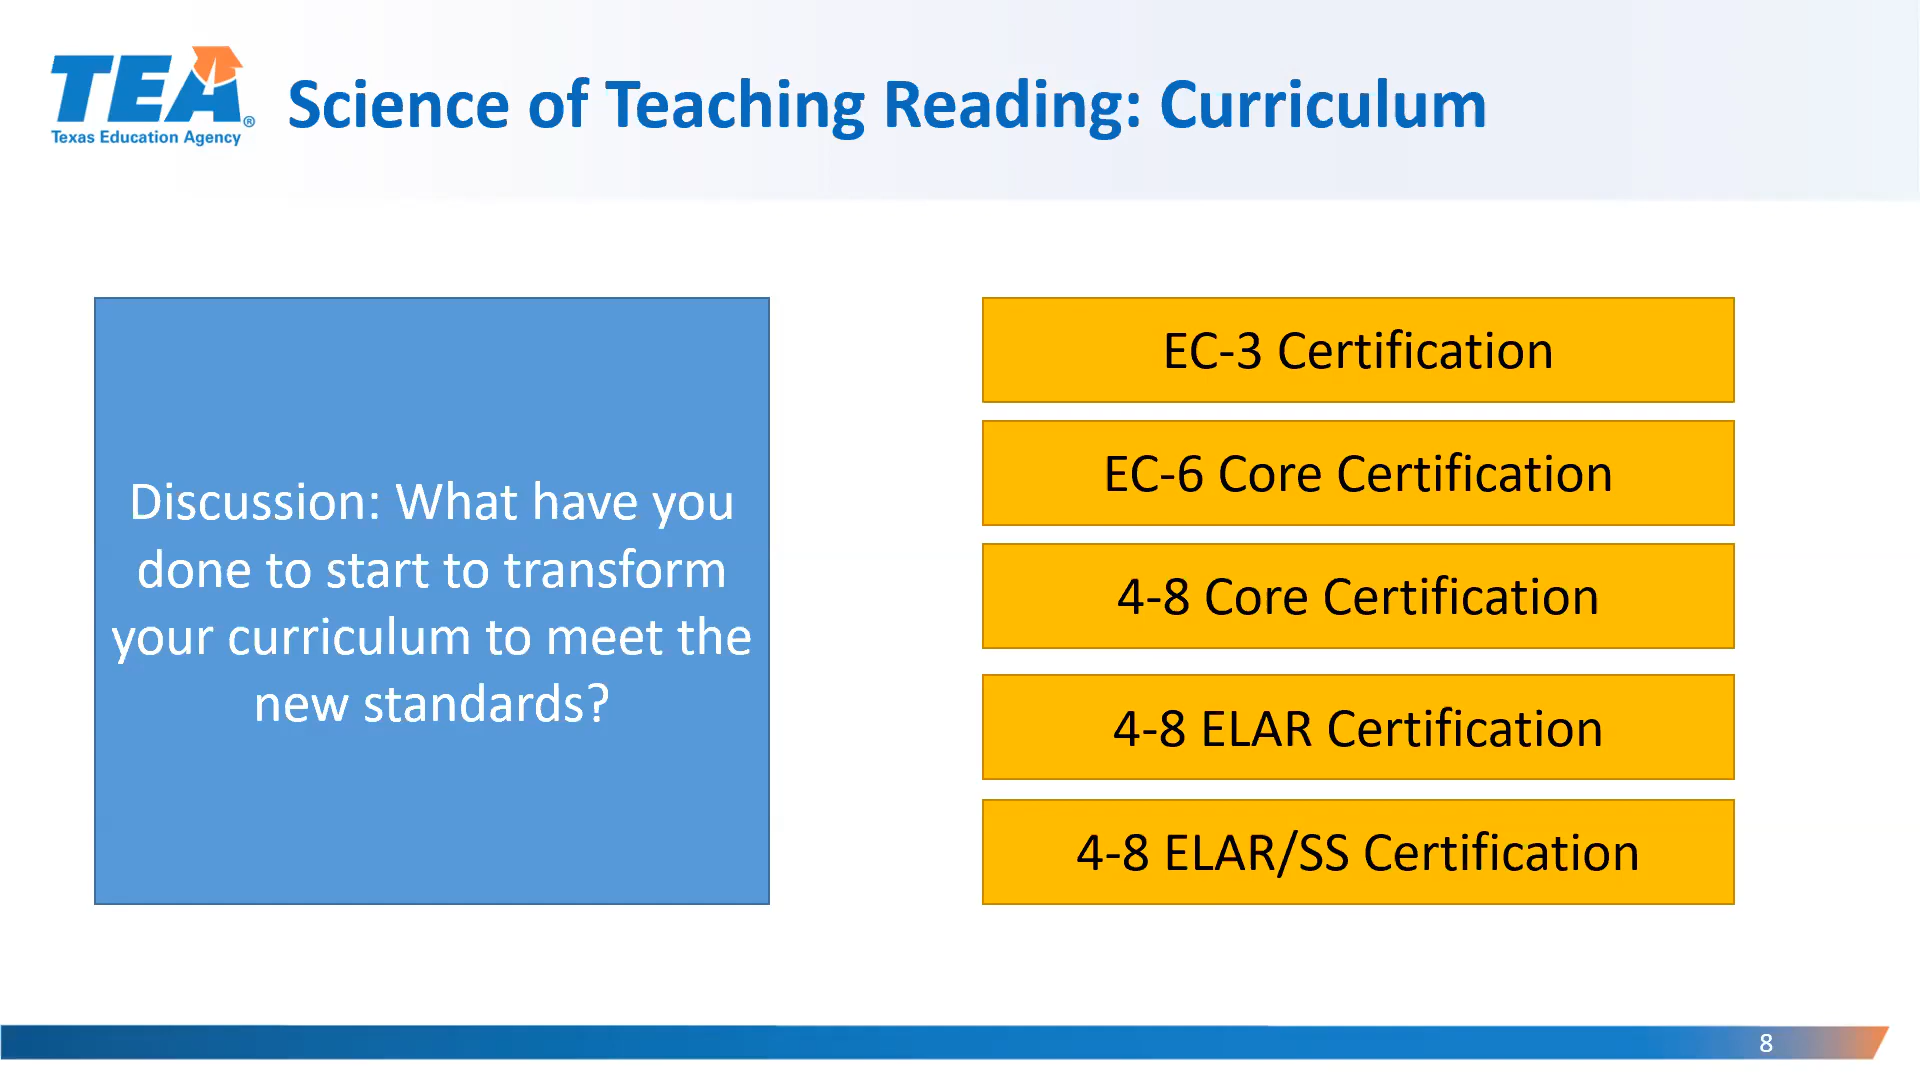 TEA®
Texas Education Agency
Science of Teaching Reading: Curriculum
Discussion: What have you
done to start to transform
your curriculum to meet the
new standards?
EC-3 Certification
EC-6 Core Certification
4-8 Core Certification
4-8 ELAR Certification
4-8 ELAR/SS Certification
8